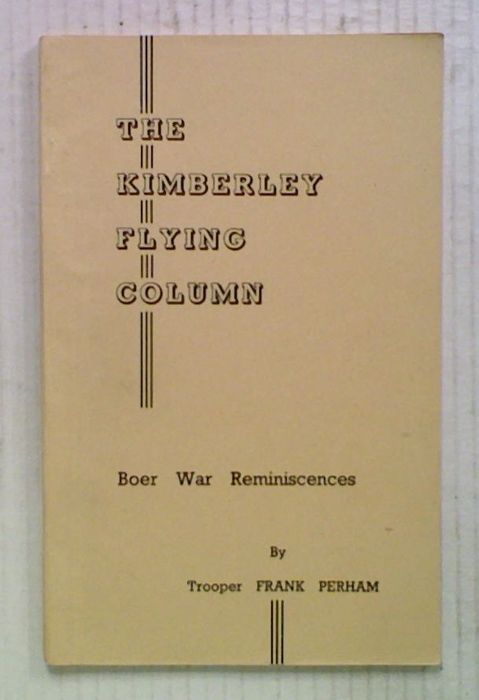 THE
KIMBERLEY
FLYING
COLUMN
Boer War Reminiscences
By
Trooper FRANK PERHAM